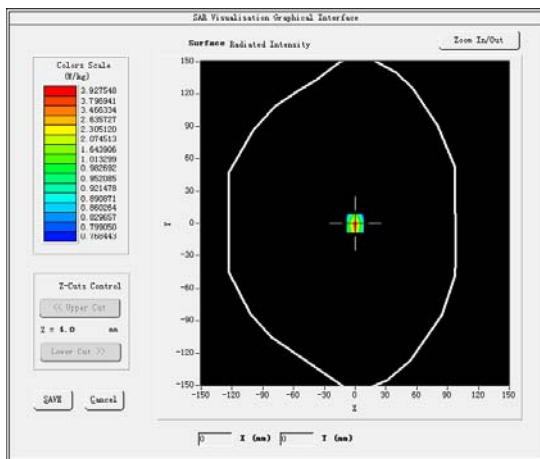 SAR Visualisation Graphical Interface
Surface Radiated Intensity
Zoom In/Out
Colors Scale
(W/kg)
3.927548
3.796941
3.466334
2.635727
2.305120
2.074513
1.643906
1.013299
0.982692
0.952085
0.921478
0.890871
0.860264
0.829657
0.799050
0.768443
150
120
90
60
30
0
-30
-60
-90
-120
-150
Y
-150 -120 -90 -60 -30 0 30 60 90 120 150
X
Z-Cuts Control
<< Upper Cut
Z = 4.0 mm
Lower Cut >>
SAVE Cancel
0 X (mm) 0 Y (mm)